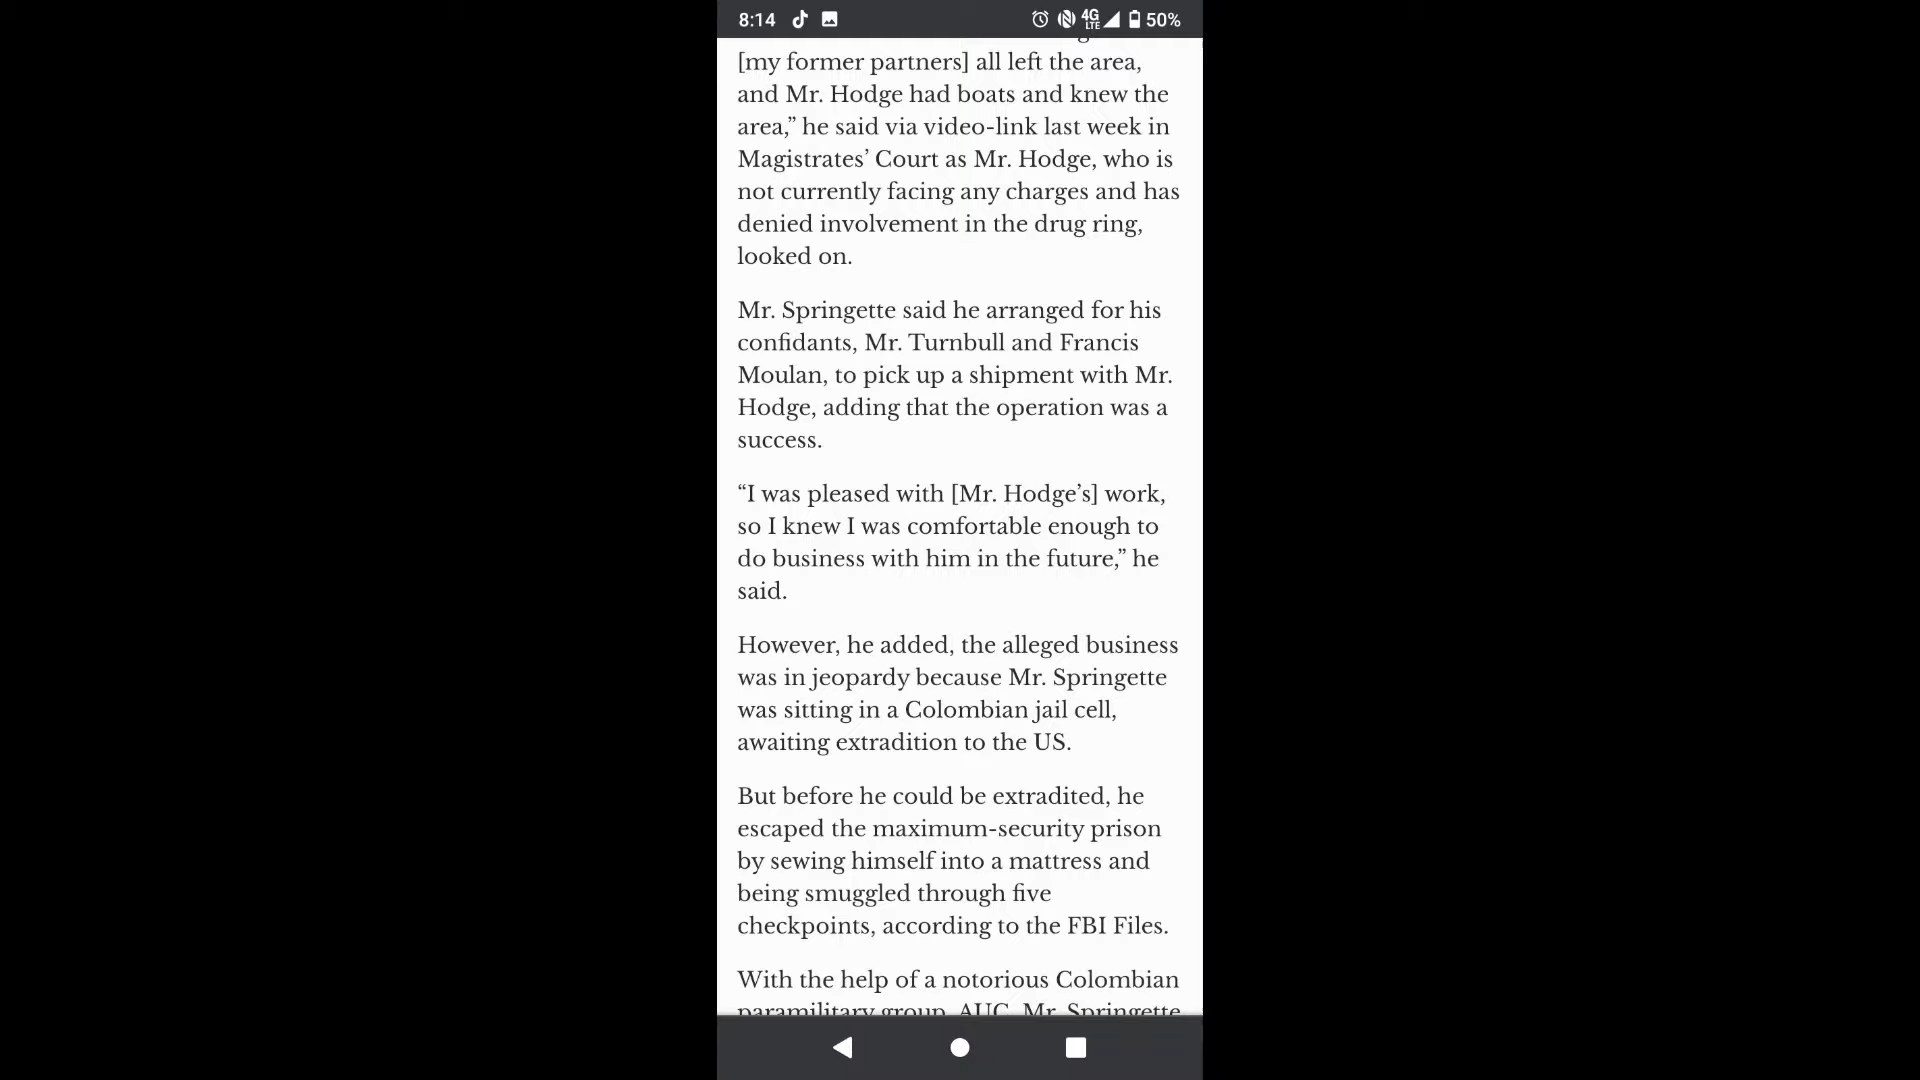 8:14
4G
LTE
50%
[my former partners] all left the area,
and Mr. Hodge had boats and knew the
area,” he said via video-link last week in
Magistrates’ Court as Mr. Hodge, who is
not currently facing any charges and has
denied involvement in the drug ring,
looked on.
Mr. Springette said he arranged for his
confidants, Mr. Turnbull and Francis
Moulan, to pick up a shipment with Mr.
Hodge, adding that the operation was a
success.
“I was pleased with [Mr. Hodge’s] work,
so I knew I was comfortable enough to
do business with him in the future,” he
said.
However, he added, the alleged business
was in jeopardy because Mr. Springette
was sitting in a Colombian jail cell,
awaiting extradition to the US.
But before he could be extradited, he
escaped the maximum-security prison
by sewing himself into a mattress and
being smuggled through five
checkpoints, according to the FBI Files.
With the help of a notorious Colombian
paramilitary group, AUC, Mr. Springette